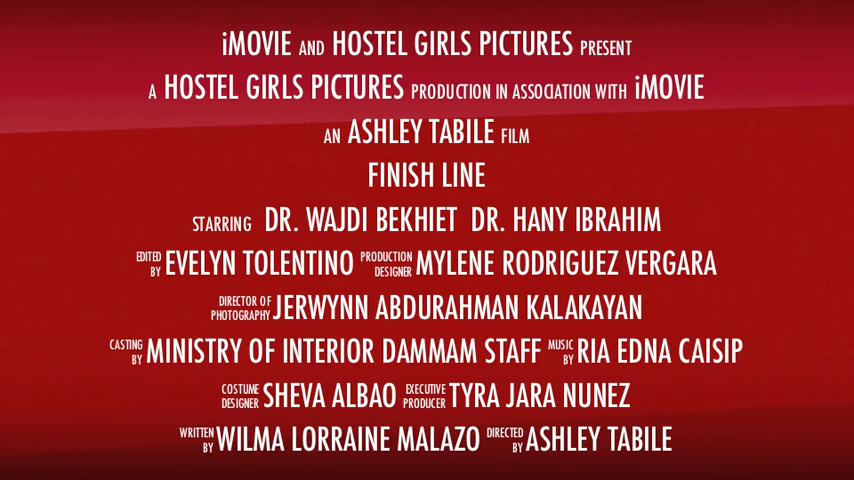 iMOVIE AND HOSTEL GIRLS PICTURES PRESENT
A HOSTEL GIRLS PICTURES PRODUCTION IN ASSOCIATION WITH iMOVIE
AN ASHLEY TABILE FILM
FINISH LINE
STARRING DR. WAJDI BEKHIET DR. HANY IBRAHIM
EDITED BY EVELYN TOLENTINO PRODUCTION DESIGNER MYLENE RODRIGUEZ VERGARA
DIRECTOR OF PHOTOGRAPHY JERWYNN ABDURAHMAN KALAKAYAN
CASTING BY MINISTRY OF INTERIOR DAMMAM STAFF MUSIC BY RIA EDNA CAISIP
COSTUME DESIGNER SHEVA ALBAO EXECUTIVE PRODUCER TYRA JARA NUNEZ
WRITTEN BY WILMA LORRAINE MALAZO DIRECTED BY ASHLEY TABILE